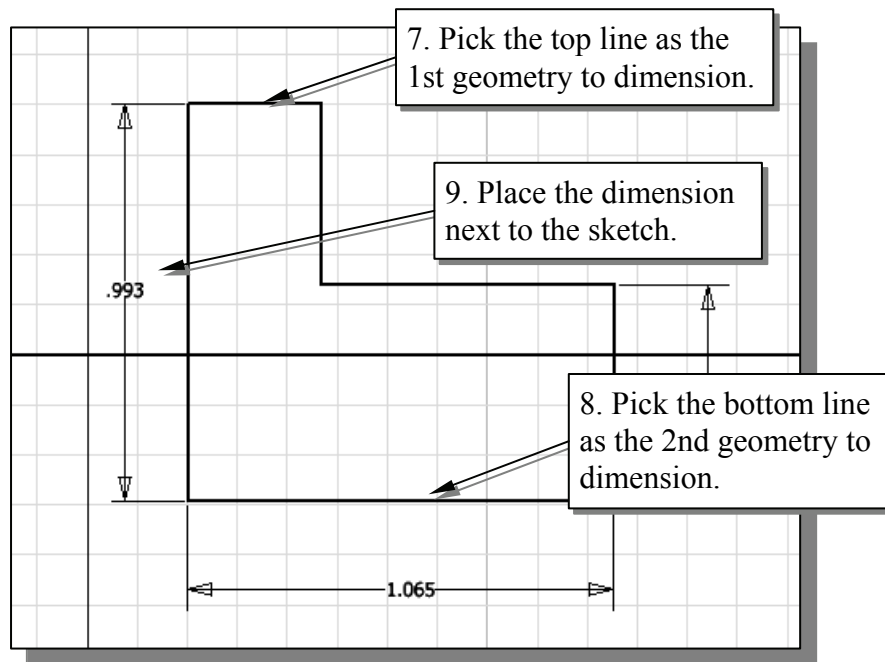 7. Pick the top line as the
1st geometry to dimension.
9. Place the dimension
next to the sketch.
.993
8. Pick the bottom line
as the 2nd geometry to
dimension.
1.065